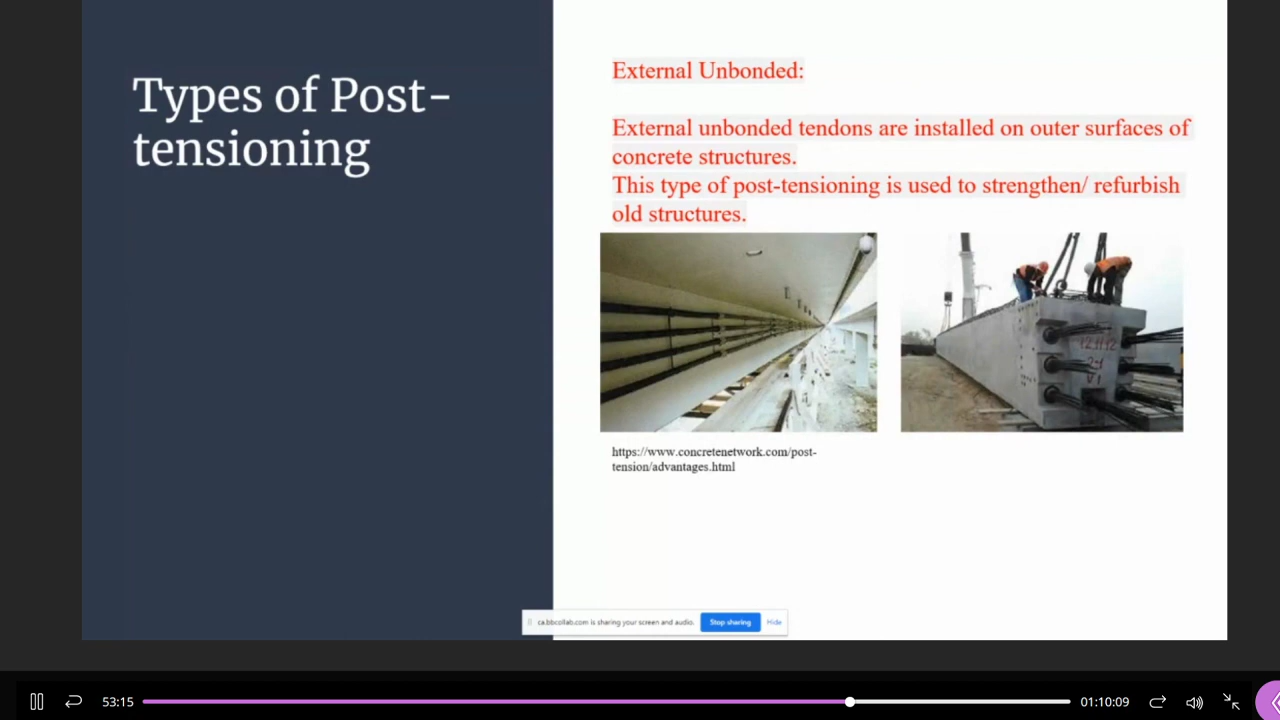 Types of Post-
tensioning
External Unbonded:
External unbonded tendons are installed on outer surfaces of
concrete structures.
This type of post-tensioning is used to strengthen/ refurbish
old structures.
https://www.concretenetwork.com/post-
tension/advantages.html
ca.bbcollab.com is sharing your screen and audio. Stop sharing Hide
53:15 01:10:09